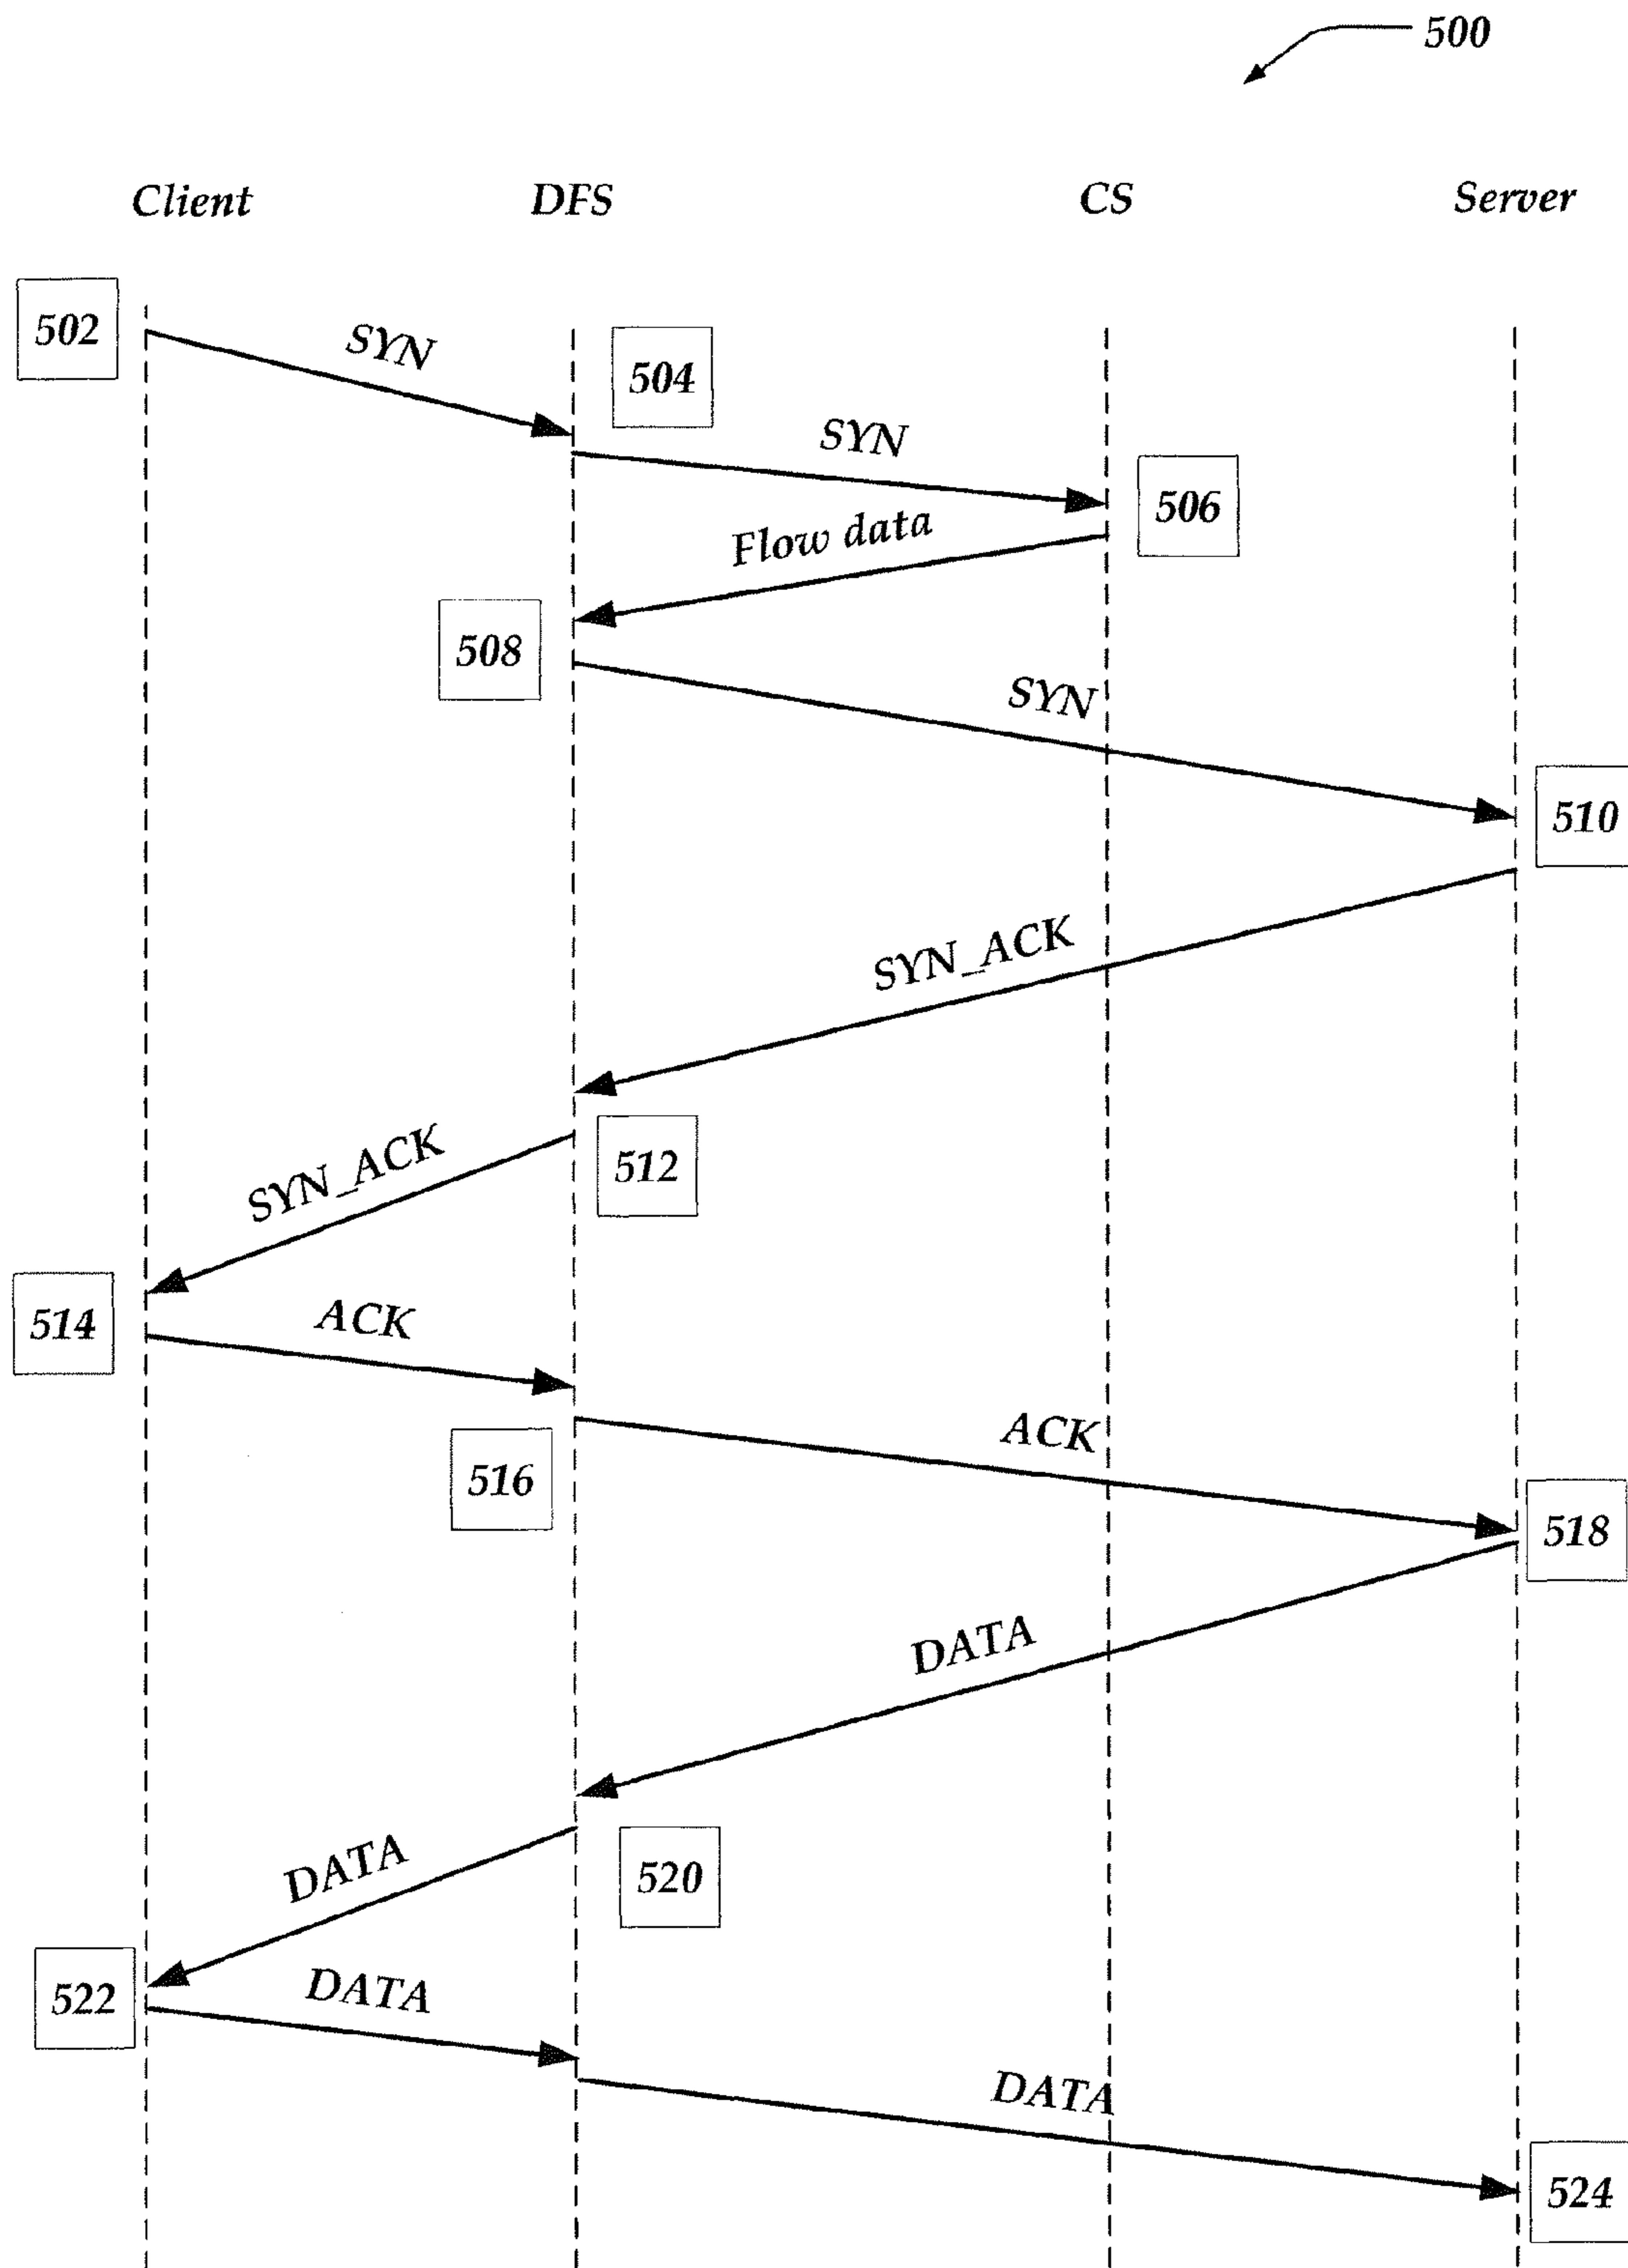 500
Client DFS CS Server
502
SYN
504
SYN
506
Flow data
508
SYN
510
SYN_ACK
512
SYN_ACK
514
ACK
516
ACK
518
DATA
520
DATA
522
DATA
DATA
524